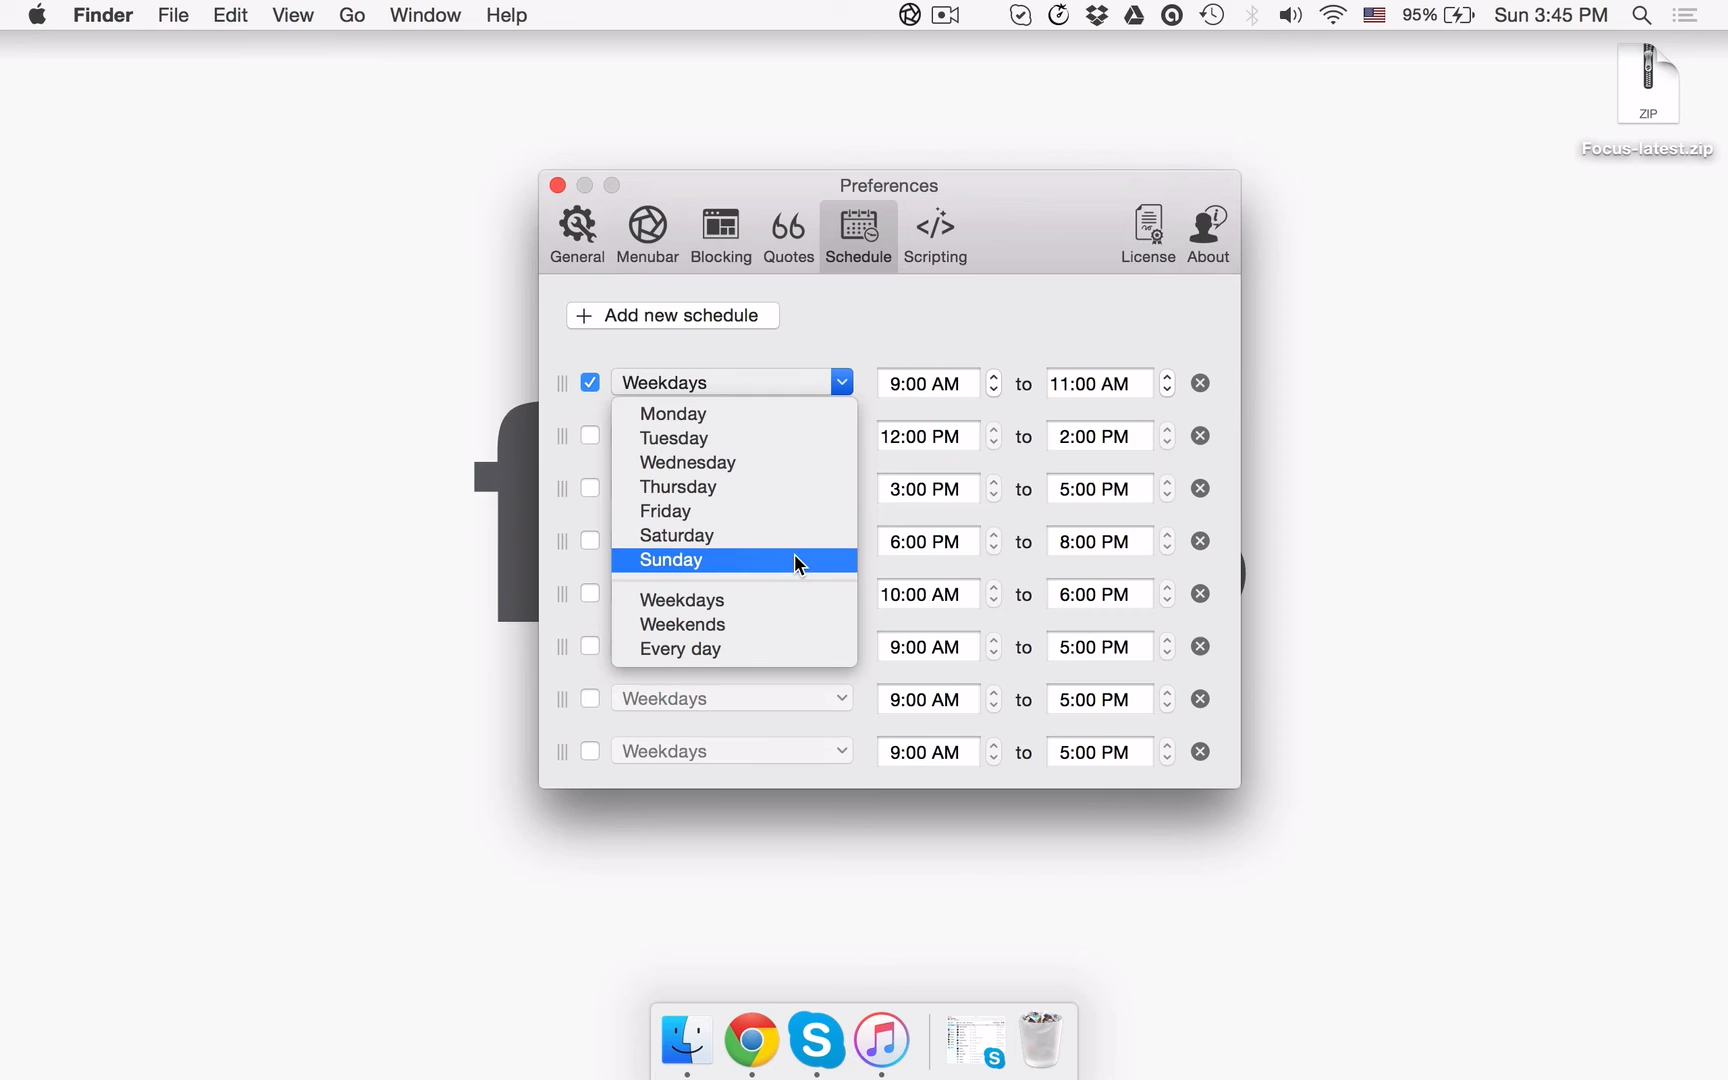 Finder File Edit View Go Window Help 95% Sun 3:45 PM
ZIP
Focus-latest.zip
Preferences
General Menubar Blocking Quotes Schedule Scripting License About
+ Add new schedule
Weekdays 9:00 AM to 11:00 AM
Monday
Tuesday 12:00 PM to 2:00 PM
Wednesday
Thursday 3:00 PM to 5:00 PM
Friday
Saturday 6:00 PM to 8:00 PM
Sunday
Weekdays 10:00 AM to 6:00 PM
Weekends
Every day 9:00 AM to 5:00 PM
Weekdays 9:00 AM to 5:00 PM
Weekdays 9:00 AM to 5:00 PM